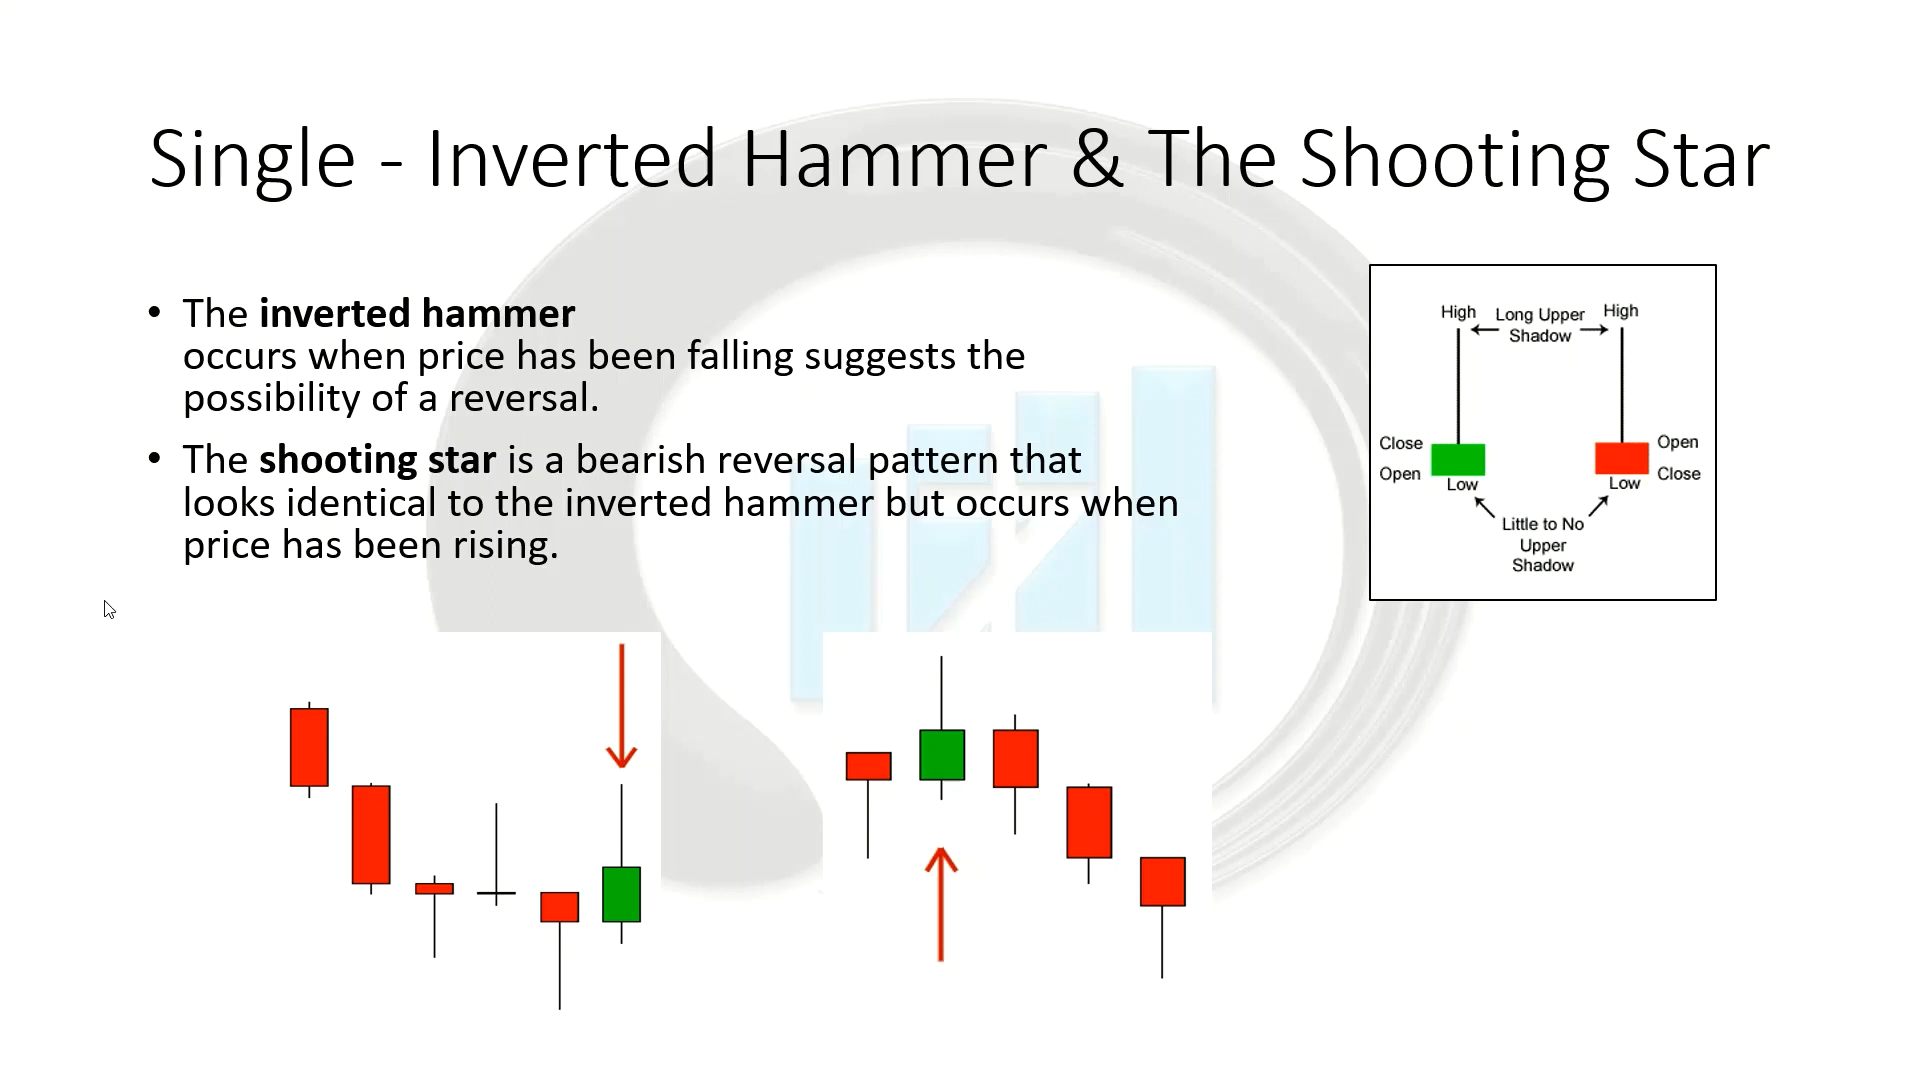 Single - Inverted Hammer & The Shooting Star
• The inverted hammer
occurs when price has been falling suggests the
possibility of a reversal.
• The shooting star is a bearish reversal pattern that
looks identical to the inverted hammer but occurs when
price has been rising.
High Long Upper High
Shadow
Close Open
Open Close
Low Low
Little to No
Upper
Shadow